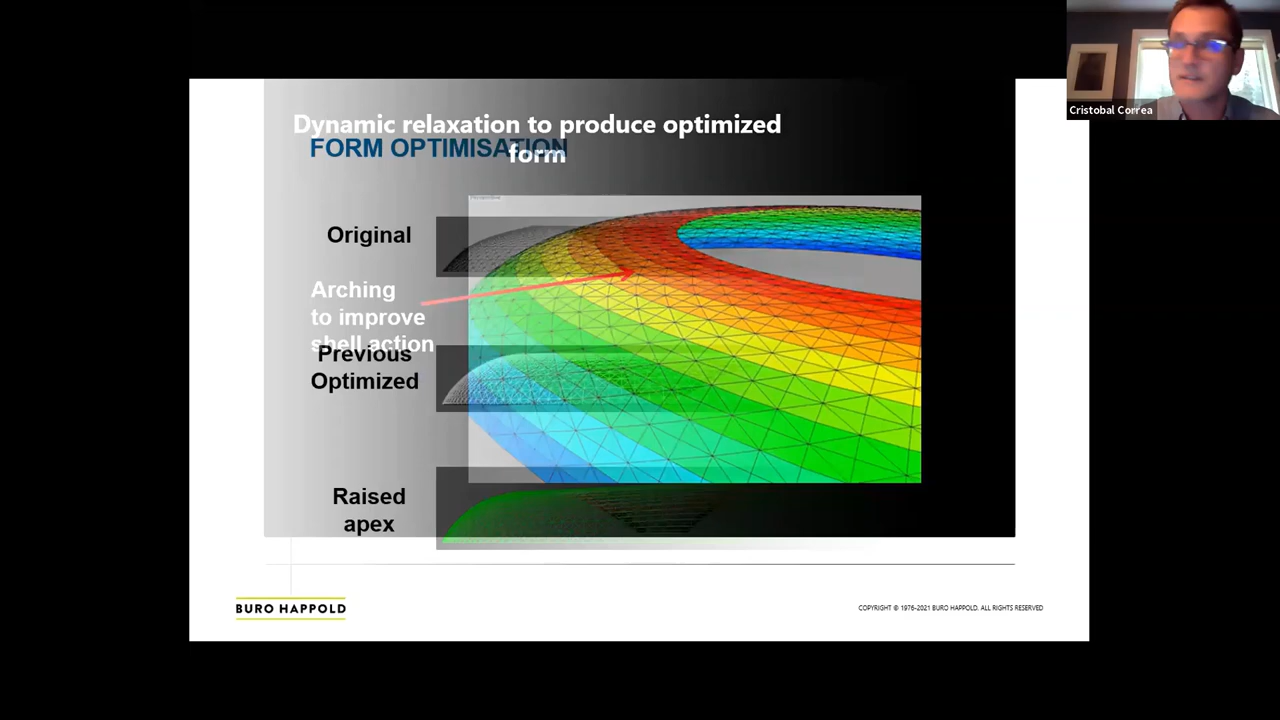 Cristobal Correa
Dynamic relaxation to produce optimized
form
FORM OPTIMISATION
Original
Arching
to improve
shell action
Previous
Optimized
Raised
apex
BURO HAPPOLD
COPYRIGHT © 1976-2021 BURO HAPPOLD. ALL RIGHTS RESERVED